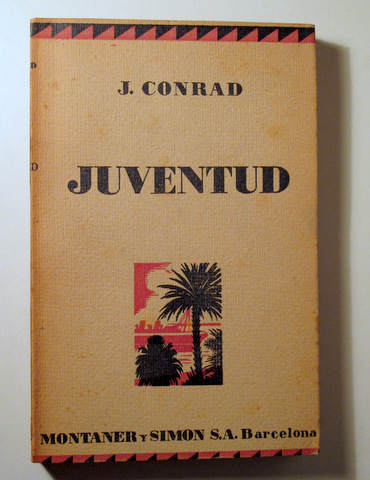 J. CONRAD
JUVENTUD
MONTANER Y SIMON S.A. Barcelona
D
D